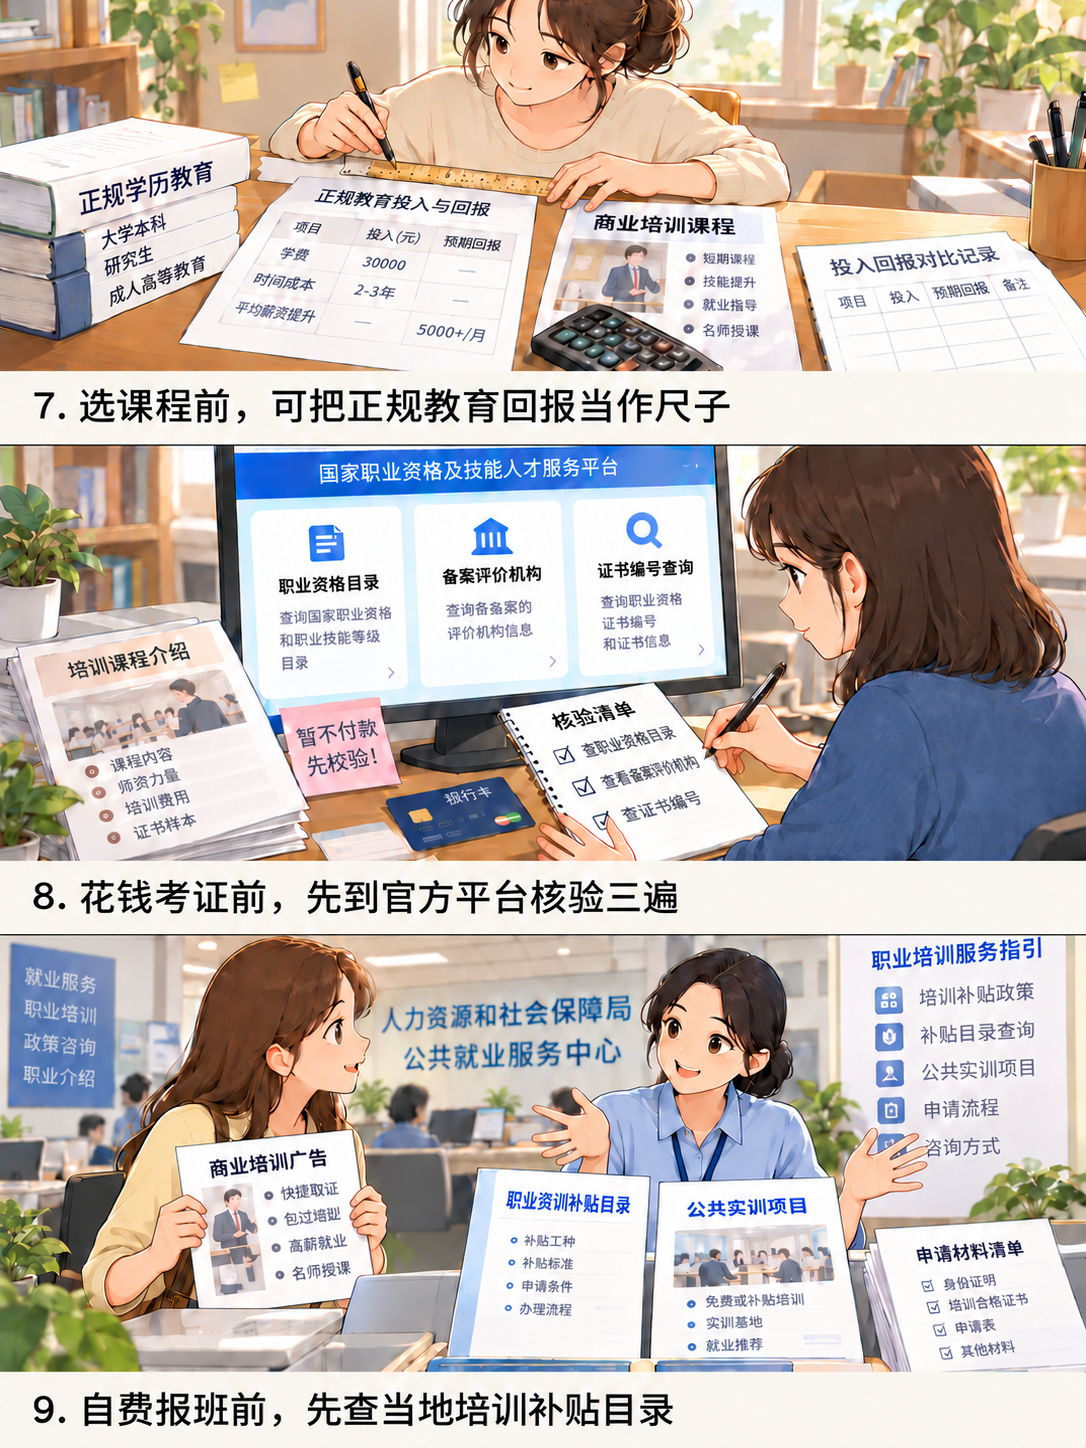 正规学历教育
大学本科
研究生
成人高等教育
正规教育投入与回报
项目 投入(元) 预期回报
学费 30000 —
时间成本 2-3年 —
平均薪资提升 — 5000+/月
商业培训课程
短期课程
技能提升
就业指导
名师授课
投入回报对比记录
项目 投入 预期回报 备注
7. 选课程前，可把正规教育回报当作尺子
国家职业资格及技能人才服务平台
职业资格目录
查询国家职业资格
和职业技能等级
目录
备案评价机构
查询备备案的
评价机构信息
证书编号查询
查询职业资格
证书编号
和证书信息
培训课程介绍
课程内容
师资力量
培训费用
证书样本
暂不付款
先校验!
银行卡
核验清单
查职业资格目录
查看备案评价机构
查证书编号
8. 花钱考证前，先到官方平台核验三遍
就业服务
职业培训
政策咨询
职业介绍
人力资源和社会保障局
公共就业服务中心
职业培训服务指引
培训补贴政策
补贴目录查询
公共实训项目
申请流程
咨询方式
商业培训广告
快捷取证
包过培训
高薪就业
名师授课
职业资训补贴目录
补贴工种
补贴标准
申请条件
办理流程
公共实训项目
免费或补贴培训
实训基地
就业推荐
申请材料清单
身份证明
培训合格证书
申请表
其他材料
9. 自费报班前，先查当地培训补贴目录